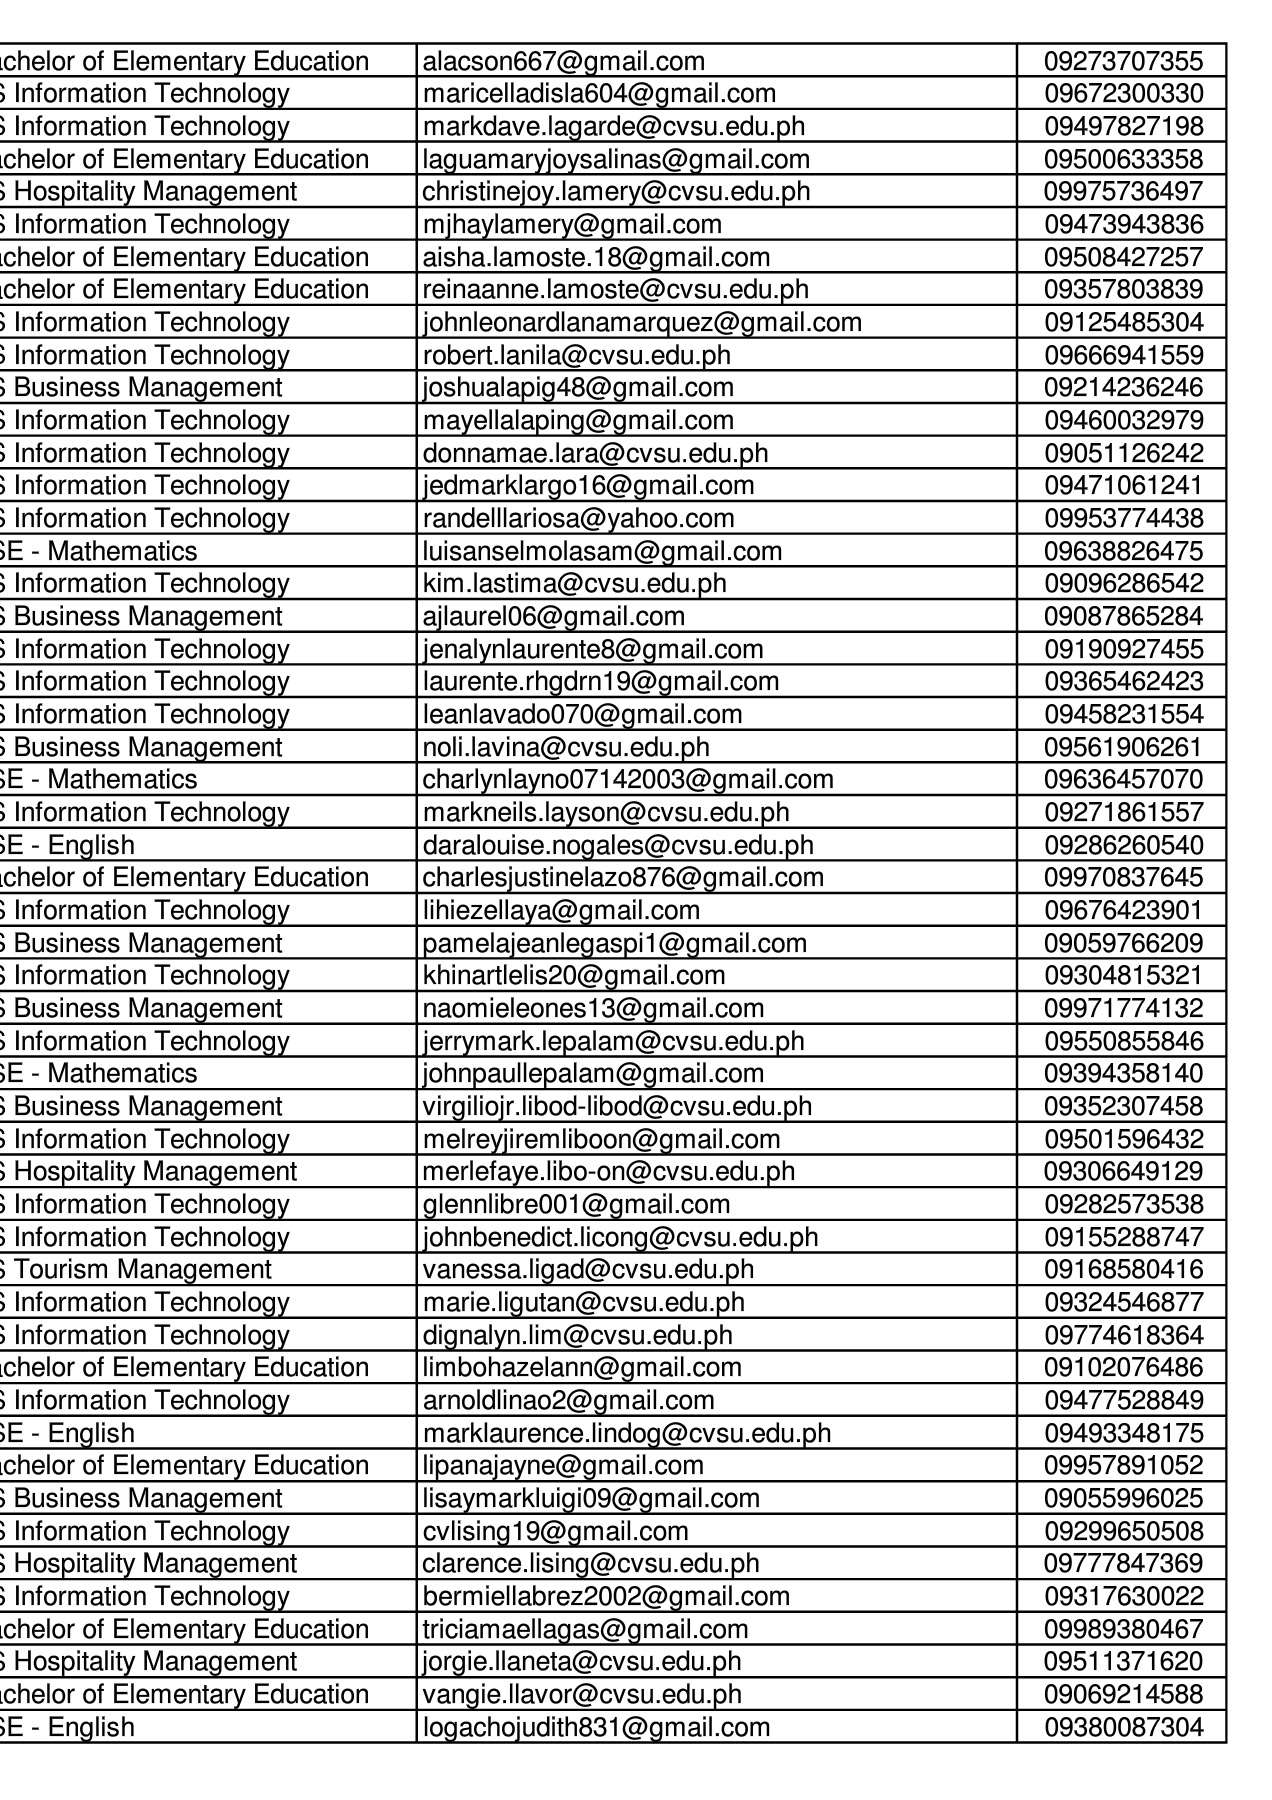 achelor of Elementary Education alacson667@gmail.com 09273707355
S Information Technology maricelladisla604@gmail.com 09672300330
S Information Technology markdave.lagarde@cvsu.edu.ph 09497827198
achelor of Elementary Education laguamaryjoysalinas@gmail.com 09500633358
S Hospitality Management christinejoy.lamery@cvsu.edu.ph 09975736497
S Information Technology mjhaylamery@gmail.com 09473943836
achelor of Elementary Education aisha.lamoste.18@gmail.com 09508427257
achelor of Elementary Education reinaanne.lamoste@cvsu.edu.ph 09357803839
S Information Technology johnleonardlanamarquez@gmail.com 09125485304
S Information Technology robert.lanila@cvsu.edu.ph 09666941559
S Business Management joshualapig48@gmail.com 09214236246
S Information Technology mayellalaping@gmail.com 09460032979
S Information Technology donnamae.lara@cvsu.edu.ph 09051126242
S Information Technology jedmarklargo16@gmail.com 09471061241
S Information Technology randelllariosa@yahoo.com 09953774438
SE - Mathematics luisanselmolasam@gmail.com 09638826475
S Information Technology kim.lastima@cvsu.edu.ph 09096286542
S Business Management ajlaurel06@gmail.com 09087865284
S Information Technology jenalynlaurente8@gmail.com 09190927455
S Information Technology laurente.rhgdrn19@gmail.com 09365462423
S Information Technology leanlavado070@gmail.com 09458231554
S Business Management noli.lavina@cvsu.edu.ph 09561906261
SE - Mathematics charlynlayno07142003@gmail.com 09636457070
S Information Technology markneils.layson@cvsu.edu.ph 09271861557
SE - English daralouise.nogales@cvsu.edu.ph 09286260540
achelor of Elementary Education charlesjustinelazo876@gmail.com 09970837645
S Information Technology lihiezellaya@gmail.com 09676423901
S Business Management pamelajeanlegaspi1@gmail.com 09059766209
S Information Technology khinartlelis20@gmail.com 09304815321
S Business Management naomieleones13@gmail.com 09971774132
S Information Technology jerrymark.lepalam@cvsu.edu.ph 09550855846
SE - Mathematics johnpaullepalam@gmail.com 09394358140
S Business Management virgiliojr.libod-libod@cvsu.edu.ph 09352307458
S Information Technology melreyjiremliboon@gmail.com 09501596432
S Hospitality Management merlefaye.libo-on@cvsu.edu.ph 09306649129
S Information Technology glennlibre001@gmail.com 09282573538
S Information Technology johnbenedict.licong@cvsu.edu.ph 09155288747
S Tourism Management vanessa.ligad@cvsu.edu.ph 09168580416
S Information Technology marie.ligutan@cvsu.edu.ph 09324546877
S Information Technology dignalyn.lim@cvsu.edu.ph 09774618364
achelor of Elementary Education limbohazelann@gmail.com 09102076486
S Information Technology arnoldlinao2@gmail.com 09477528849
SE - English marklaurence.lindog@cvsu.edu.ph 09493348175
achelor of Elementary Education lipanajayne@gmail.com 09957891052
S Business Management lisaymarkluigi09@gmail.com 09055996025
S Information Technology cvlising19@gmail.com 09299650508
S Hospitality Management clarence.lising@cvsu.edu.ph 09777847369
S Information Technology bermiellabrez2002@gmail.com 09317630022
achelor of Elementary Education triciamaellagas@gmail.com 09989380467
S Hospitality Management jorgie.llaneta@cvsu.edu.ph 09511371620
achelor of Elementary Education vangie.llavor@cvsu.edu.ph 09069214588
SE - English logachojudith831@gmail.com 09380087304